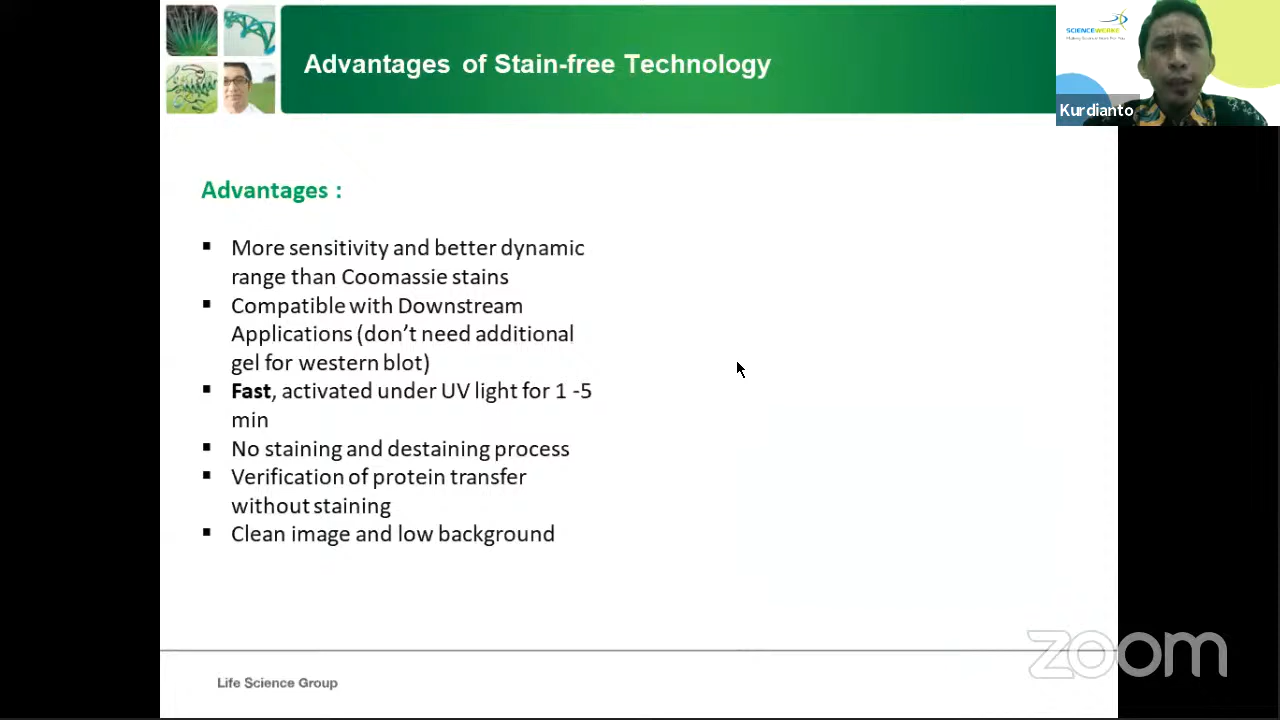 Advantages of Stain-free Technology
SCIENCEWERKE
Kurdianto
Advantages :
▪ More sensitivity and better dynamic
range than Coomassie stains
▪ Compatible with Downstream
Applications (don't need additional
gel for western blot)
▪ Fast, activated under UV light for 1 -5
min
▪ No staining and destaining process
▪ Verification of protein transfer
without staining
▪ Clean image and low background
Life Science Group
zoom